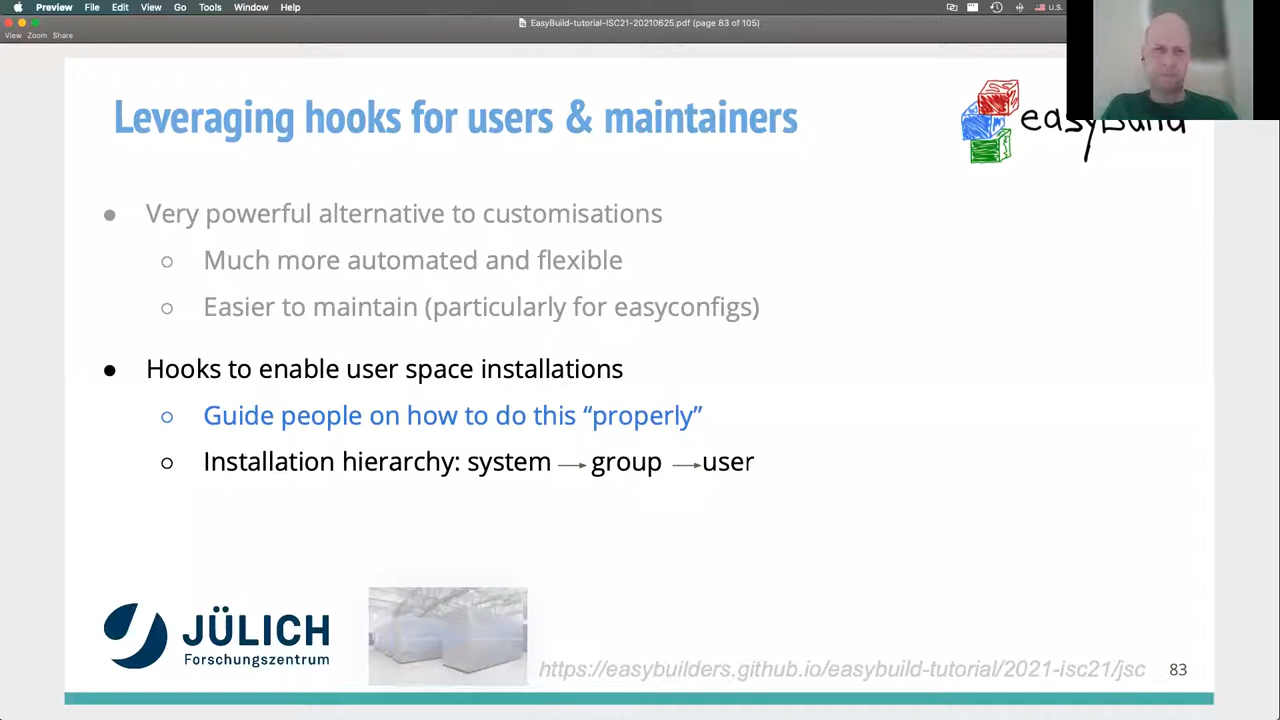 Preview File Edit View Go Tools Window Help
U.S.
EasyBuild-tutorial-ISC21-20210625.pdf (page 83 of 105)
View Zoom Share
Leveraging hooks for users & maintainers
easybuild
● Very powerful alternative to customisations
○ Much more automated and flexible
○ Easier to maintain (particularly for easyconfigs)
● Hooks to enable user space installations
○ Guide people on how to do this “properly”
○ Installation hierarchy: system → group → user
JÜLICH
Forschungszentrum
https://easybuilders.github.io/easybuild-tutorial/2021-isc21/jsc
83